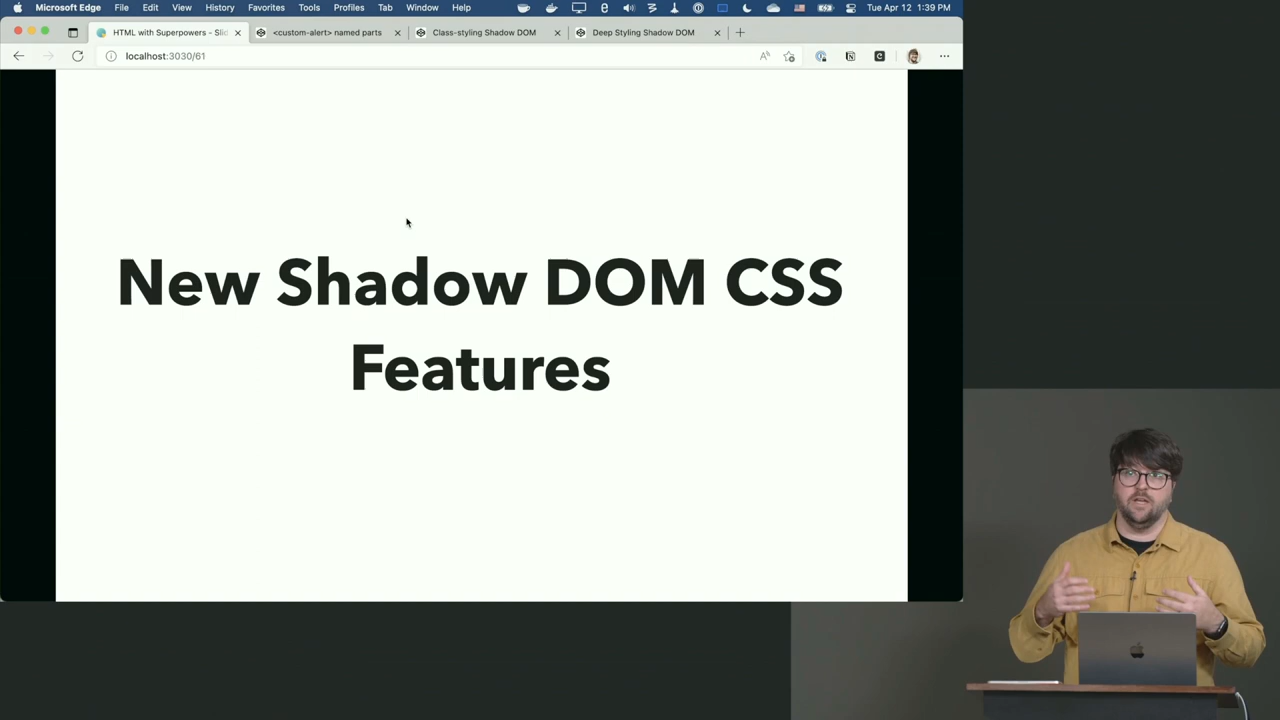 Microsoft Edge File Edit View History Favorites Tools Profiles Tab Window Help Tue Apr 12 1:39 PM
HTML with Superpowers - Slid <custom-alert> named parts Class-styling Shadow DOM Deep Styling Shadow DOM
localhost:3030/61
New Shadow DOM CSS
Features